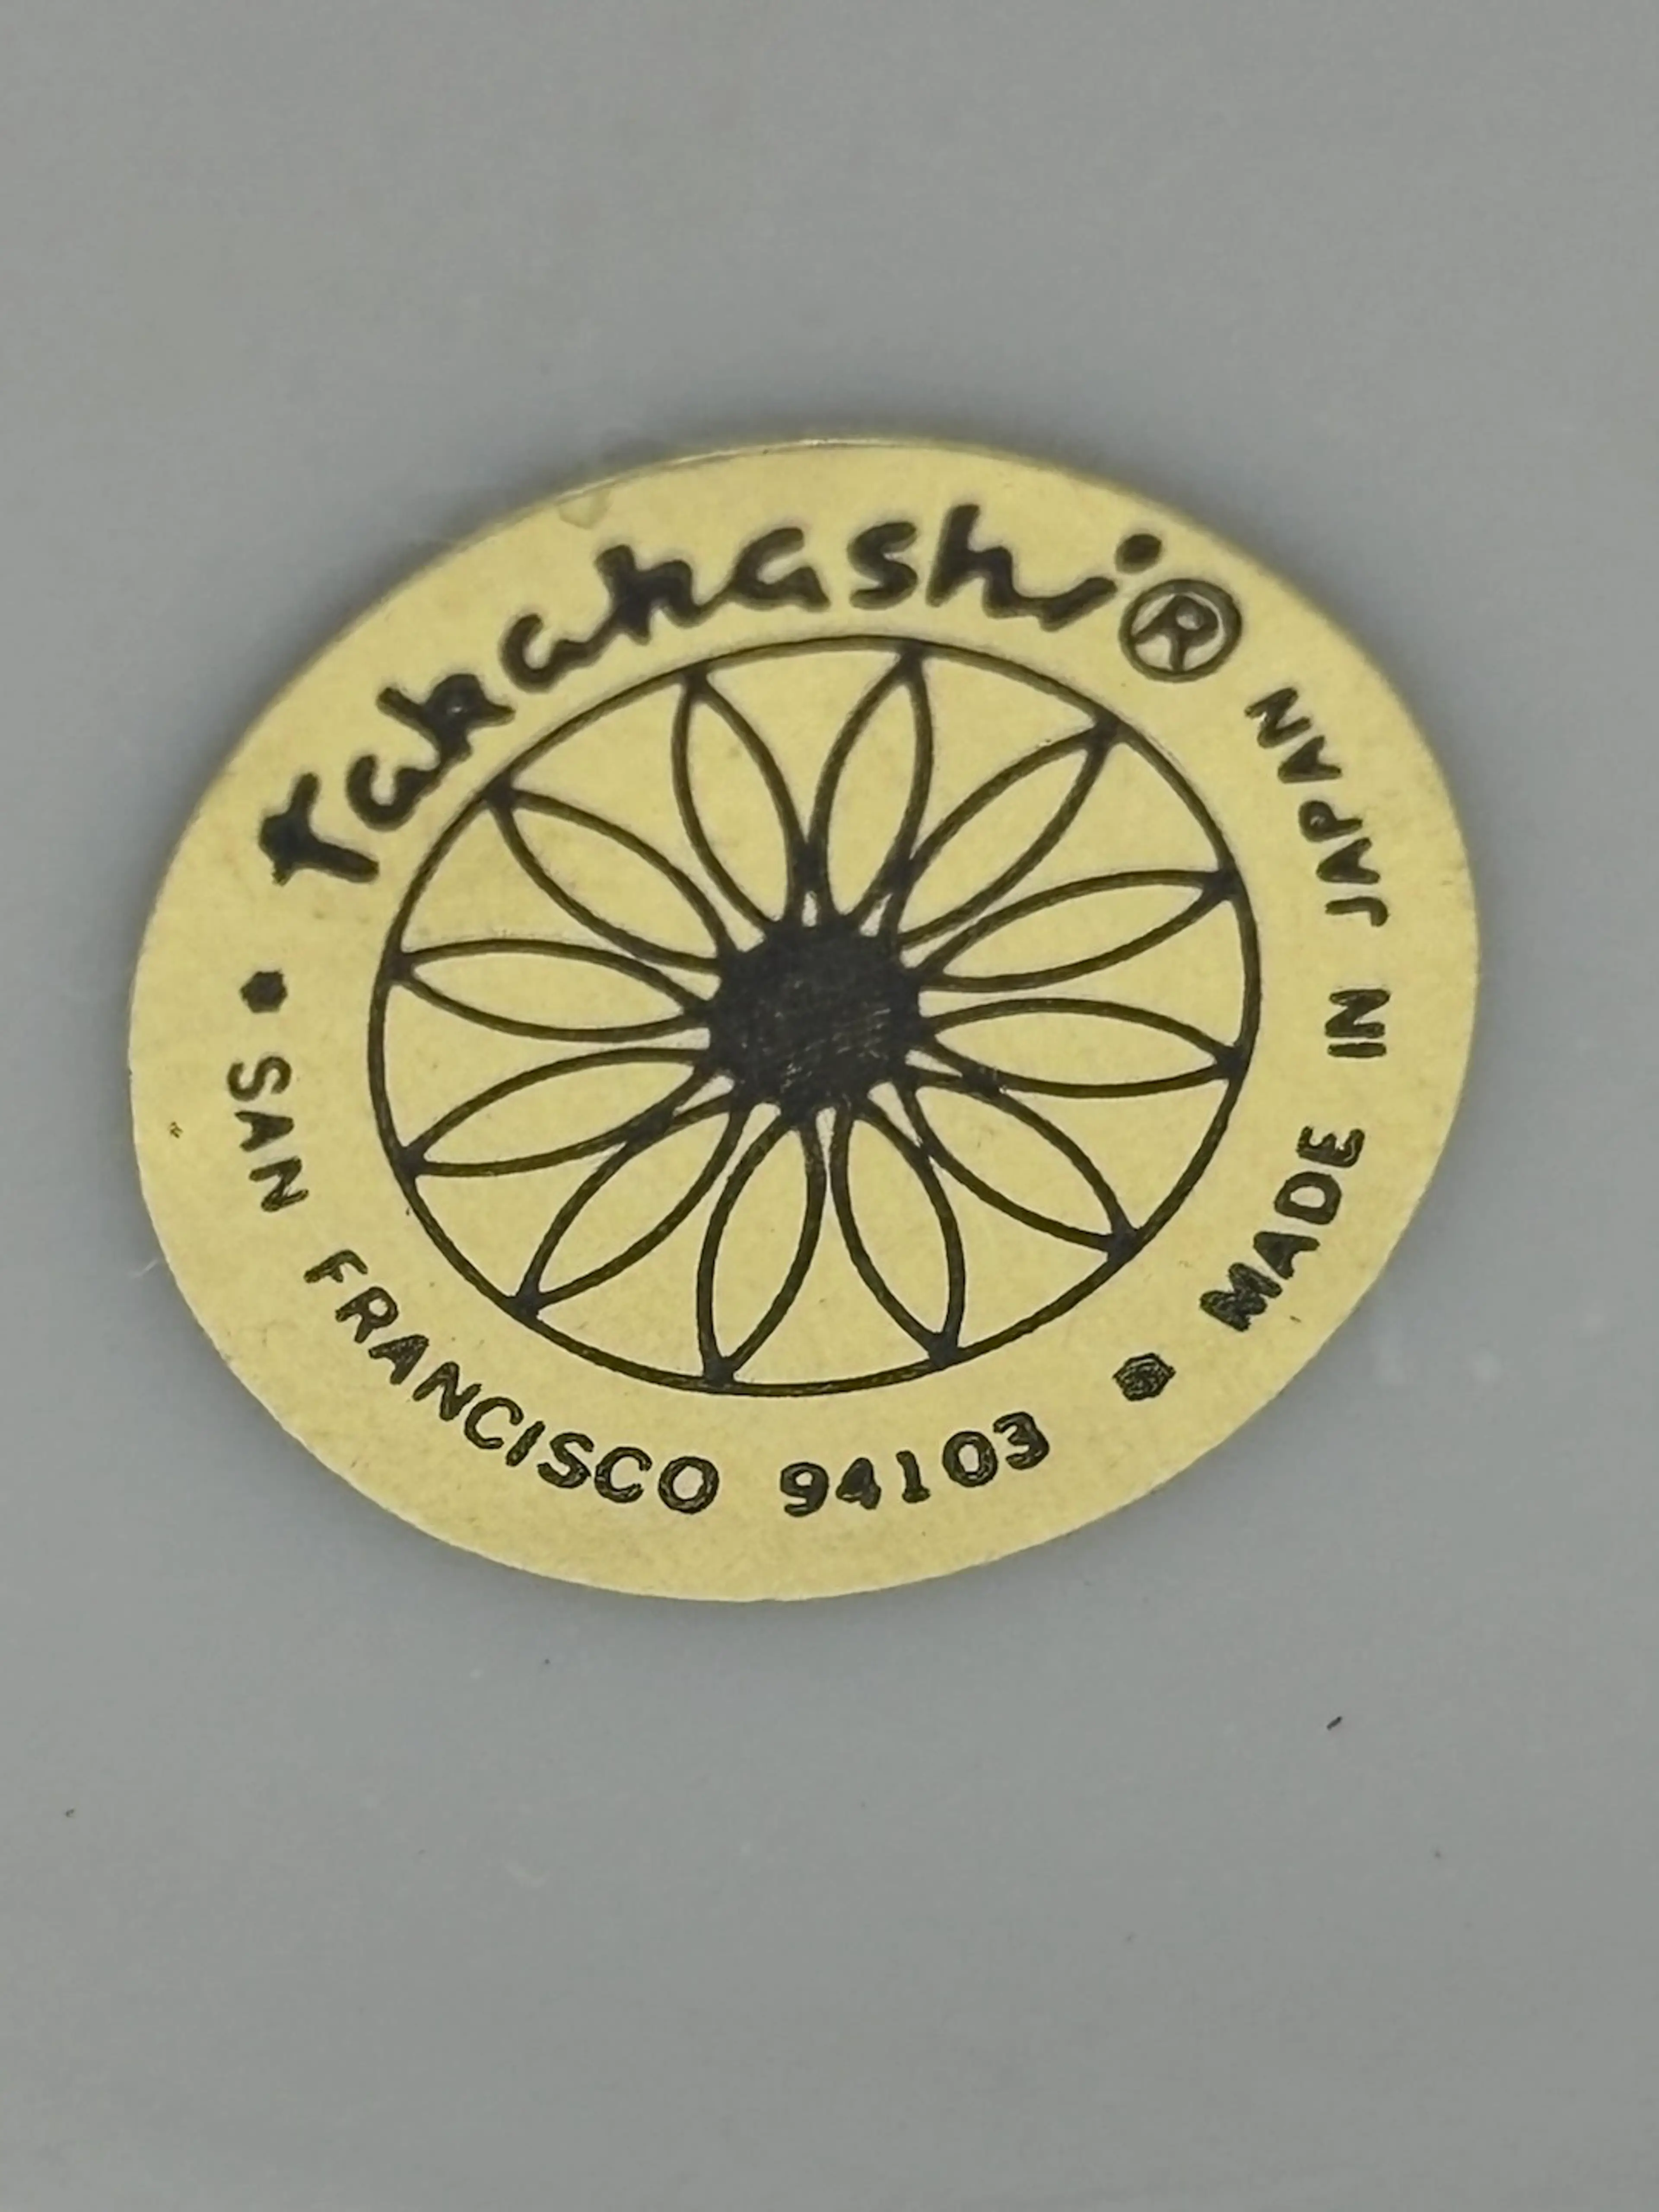 Takahashi®
• SAN FRANCISCO 94103 • MADE IN JAPAN